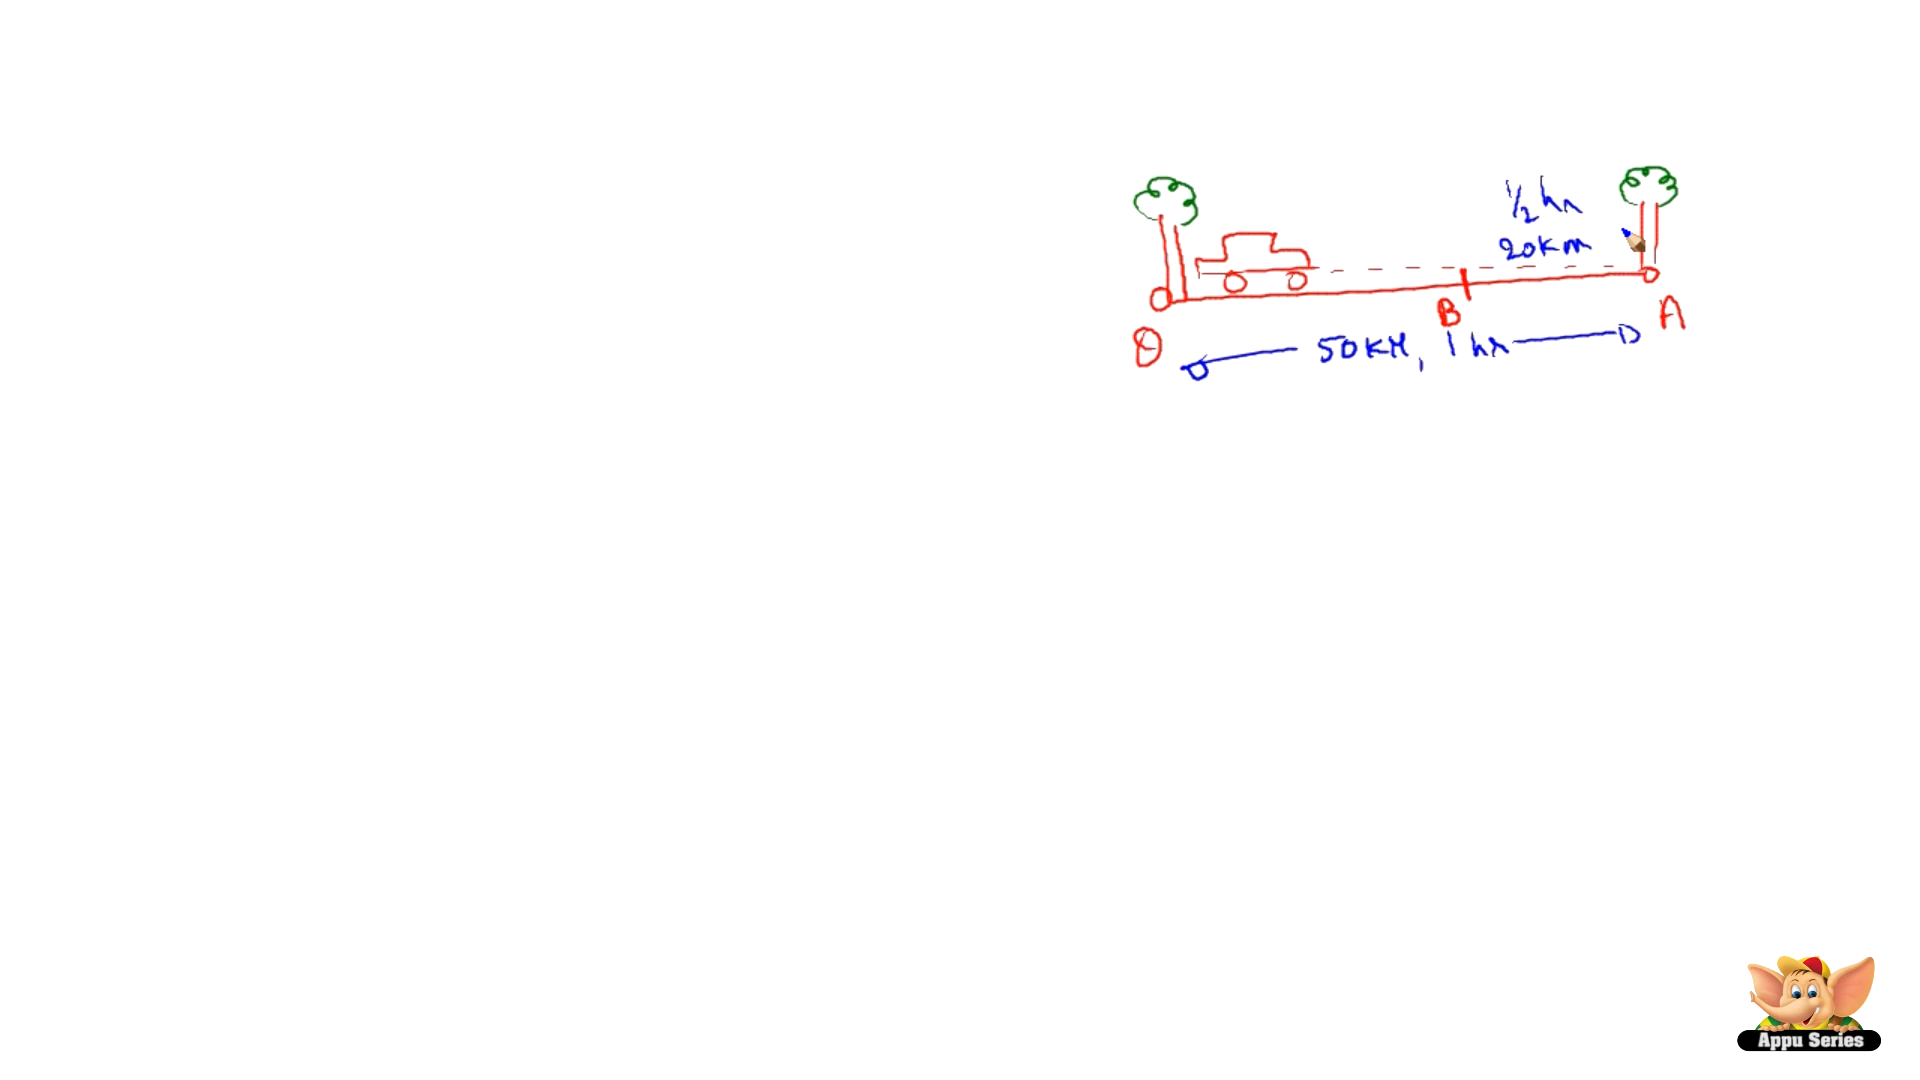 1/2 hr
20Km
B
A
O
50KM, 1 hr
Appu Series